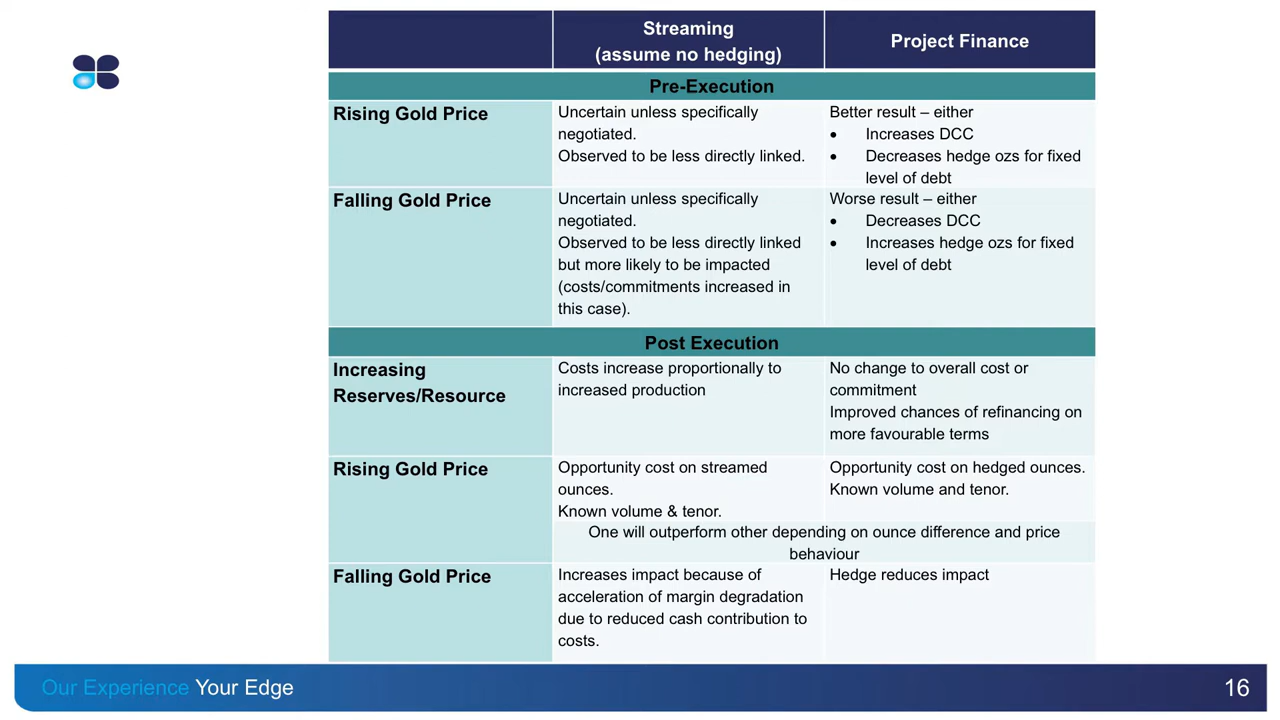 Streaming
(assume no hedging)
Project Finance
Pre-Execution
Rising Gold Price
Uncertain unless specifically
negotiated.
Observed to be less directly linked.
Better result – either
• Increases DCC
• Decreases hedge ozs for fixed
level of debt
Falling Gold Price
Uncertain unless specifically
negotiated.
Observed to be less directly linked
but more likely to be impacted
(costs/commitments increased in
this case).
Worse result – either
• Decreases DCC
• Increases hedge ozs for fixed
level of debt
Post Execution
Increasing
Reserves/Resource
Costs increase proportionally to
increased production
No change to overall cost or
commitment
Improved chances of refinancing on
more favourable terms
Rising Gold Price
Opportunity cost on streamed
ounces.
Known volume & tenor.
Opportunity cost on hedged ounces.
Known volume and tenor.
One will outperform other depending on ounce difference and price
behaviour
Falling Gold Price
Increases impact because of
acceleration of margin degradation
due to reduced cash contribution to
costs.
Hedge reduces impact
Our Experience Your Edge
16